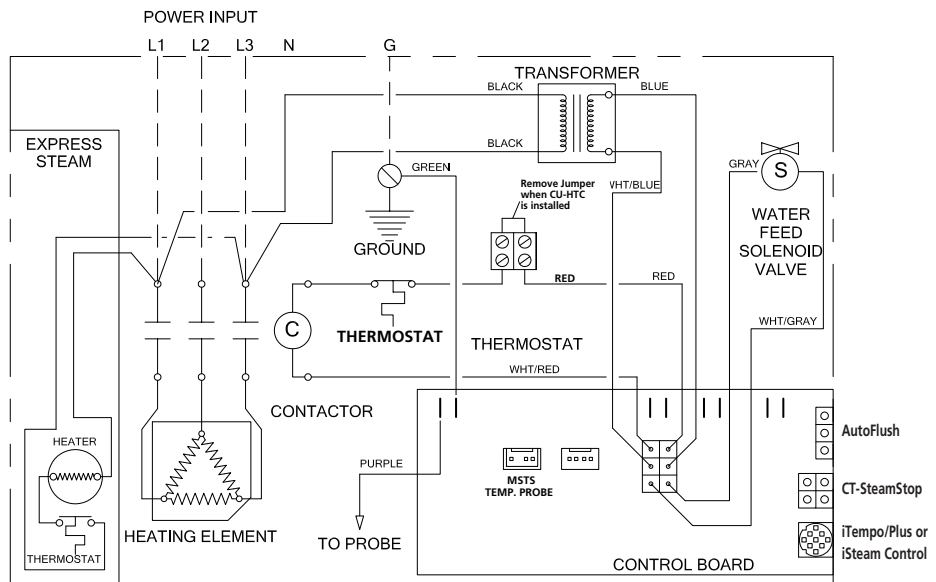 POWER INPUT
L1 L2 L3 N G
TRANSFORMER
BLACK
BLUE
EXPRESS
STEAM
BLACK
GREEN
GRAY
S
Remove Jumper
when CU-HTC
is installed
WHT/BLUE
WATER
FEED
SOLENOID
VALVE
GROUND
RED
RED
C
THERMOSTAT
THERMOSTAT
WHT/GRAY
WHT/RED
CONTACTOR
HEATER
PURPLE
MSTS
TEMP. PROBE
AutoFlush
CT-SteamStop
HEATING ELEMENT
TO PROBE
iTempo/Plus or
iSteam Control
THERMOSTAT
CONTROL BOARD